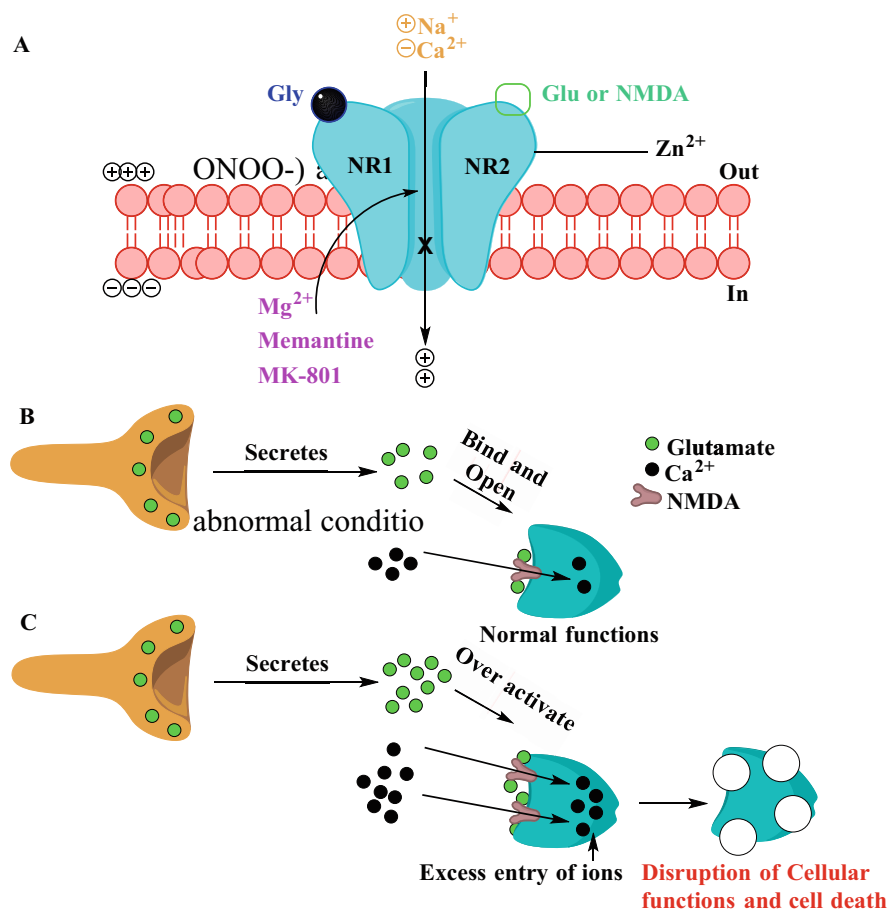 A
⊕Na⁺
⊖Ca²⁺
Gly
Glu or NMDA
NR1
NR2
Zn²⁺
+++
ONOO-) a
Out
X
−−−
In
Mg²⁺
Memantine
MK-801
+
+
B
Secretes
Bind and
Open
Glutamate
Ca²⁺
NMDA
abnormal conditio
Normal functions
C
Secretes
Over activate
Excess entry of ions
Disruption of Cellular
functions and cell death